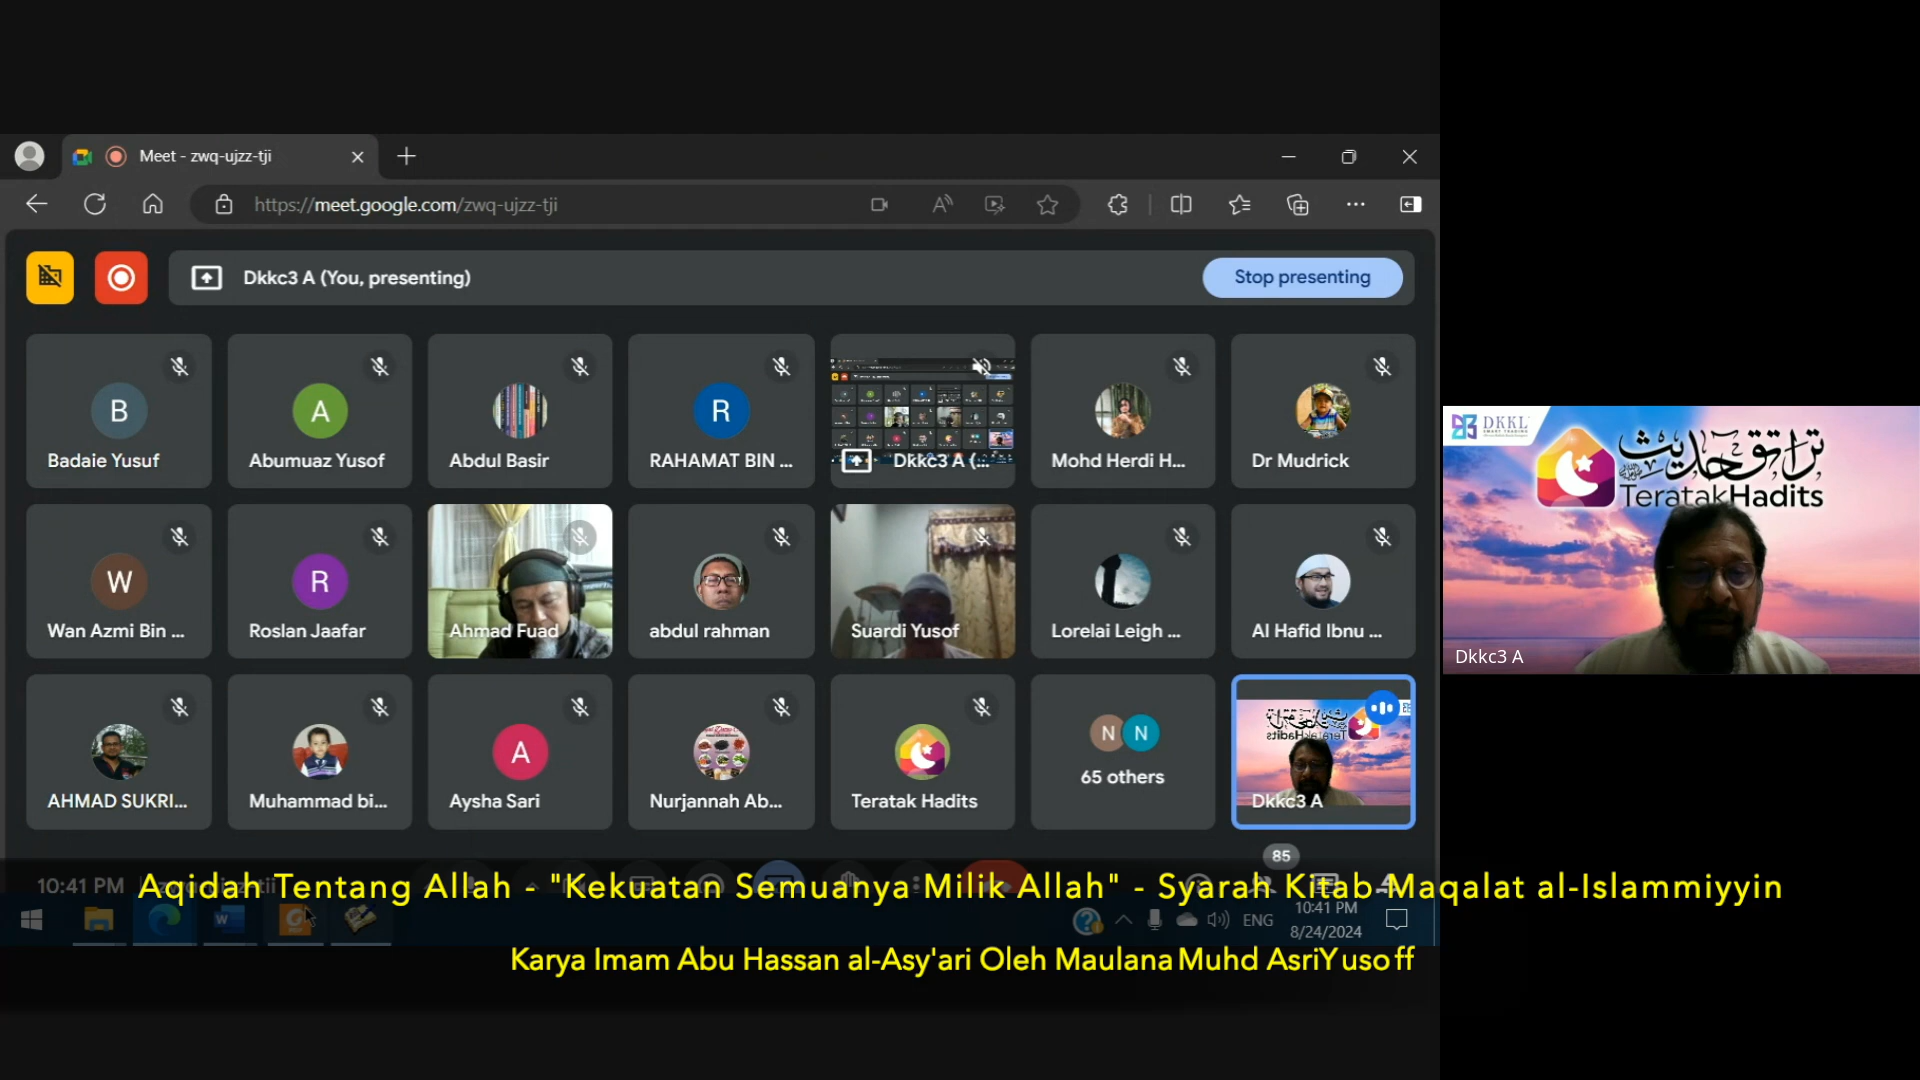 Meet - zwq-ujzz-tji
https://meet.google.com/zwq-ujzz-tji
Dkkc3 A (You, presenting)
Stop presenting
B
Badaie Yusuf
A
Abumuaz Yusof
Abdul Basir
R
RAHAMAT BIN ...
Dkkc3 A (...
Mohd Herdi H...
Dr Mudrick
W
Wan Azmi Bin ...
R
Roslan Jaafar
Ahmad Fuad
abdul rahman
Suardi Yusof
Lorelai Leigh ...
Al Hafid Ibnu ...
AHMAD SUKRI...
Muhammad bi...
A
Aysha Sari
Nurjannah Ab...
Teratak Hadits
N N
65 others
Dkkc3 A
DKKL
تراتق حديث
TeratakHadits
Dkkc3 A
85
10:41 PM
Aqidah Tentang Allah - "Kekuatan Semuanya Milik Allah" - Syarah Kitab Maqalat al-Islammiyyin
ENG
10:41 PM
8/24/2024
Karya Imam Abu Hassan al-Asy'ari Oleh Maulana Muhd AsriYusoff